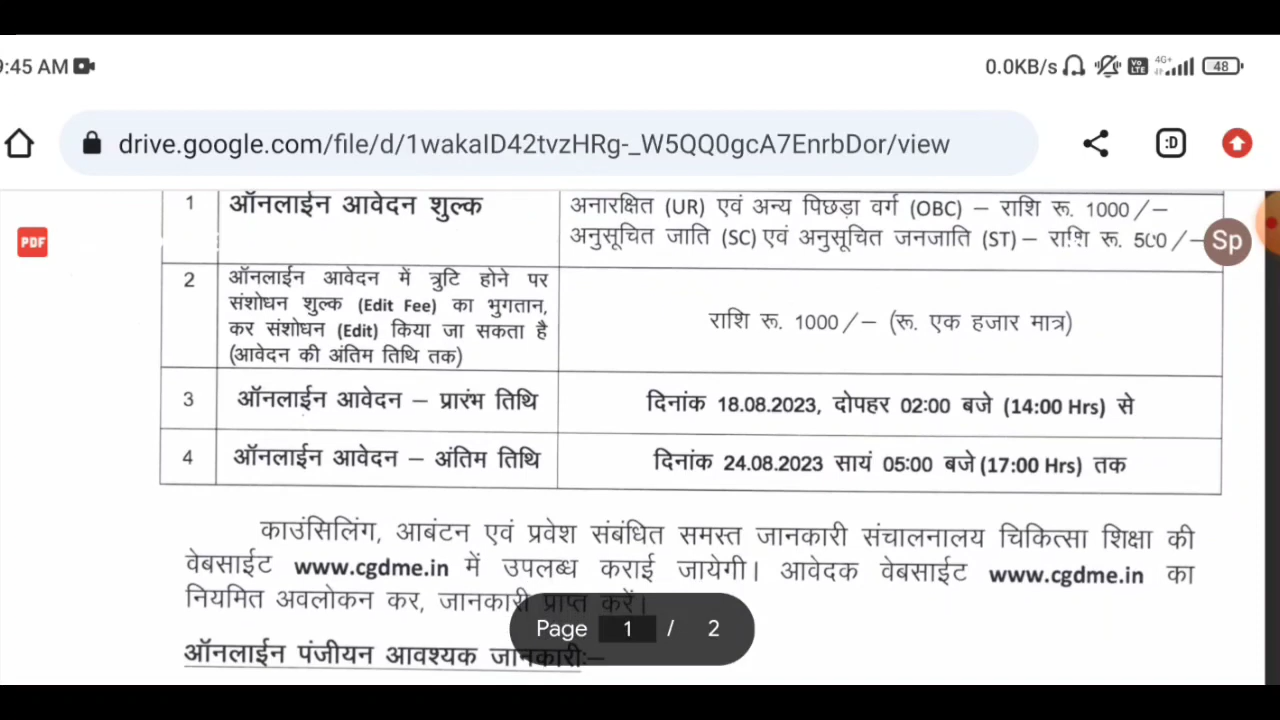 9:45 AM
0.0KB/s 4G+ Vo LTE 48
drive.google.com/file/d/1wakaID42tvzHRg-_W5QQ0gcA7EnrbDor/view
:D
PDF
Sp
1 ऑनलाईन आवेदन शुल्क अनारक्षित (UR) एवं अन्य पिछड़ा वर्ग (OBC) – राशि रू. 1000/–
अनुसूचित जाति (SC) एवं अनुसूचित जनजाति (ST) – राशि रू. 500/–
2 ऑनलाईन आवेदन में त्रुटि होने पर
संशोधन शुल्क (Edit Fee) का भुगतान,
कर संशोधन (Edit) किया जा सकता है
(आवेदन की अंतिम तिथि तक)
राशि रू. 1000/– (रू. एक हजार मात्र)
3 ऑनलाईन आवेदन – प्रारंभ तिथि दिनांक 18.08.2023, दोपहर 02:00 बजे (14:00 Hrs) से
4 ऑनलाईन आवेदन – अंतिम तिथि दिनांक 24.08.2023 सायं 05:00 बजे (17:00 Hrs) तक
काउंसिलिंग, आबंटन एवं प्रवेश संबंधित समस्त जानकारी संचालनालय चिकित्सा शिक्षा की
वेबसाईट www.cgdme.in में उपलब्ध कराई जायेगी। आवेदक वेबसाईट www.cgdme.in का
नियमित अवलोकन कर, जानकारी प्राप्त करें।
Page 1 / 2
ऑनलाईन पंजीयन आवश्यक जानकारीः–